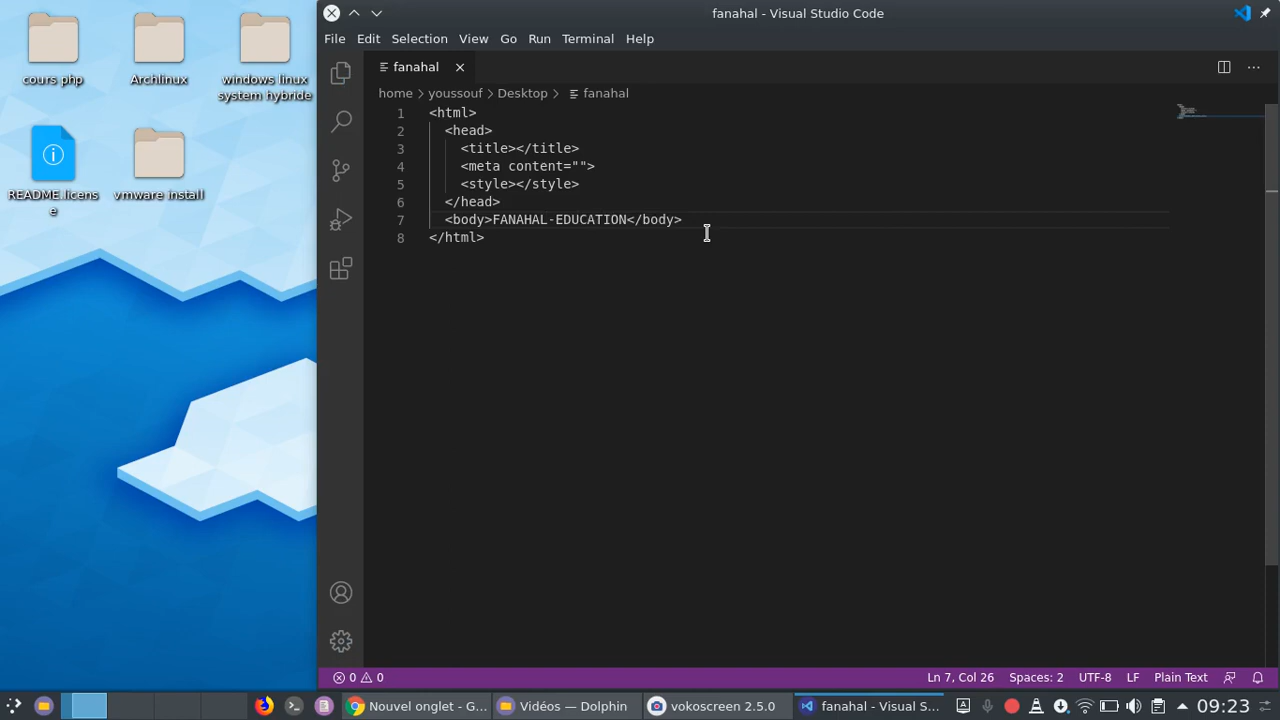 cours php
Archlinux
windows linux
system hybride
README.licens
e
vmware install
fanahal - Visual Studio Code
File Edit Selection View Go Run Terminal Help
fanahal
home > youssouf > Desktop > fanahal
1 <html>
2 <head>
3 <title></title>
4 <meta content="">
5 <style></style>
6 </head>
7 <body>FANAHAL-EDUCATION</body>
8 </html>
0 0 Ln 7, Col 26 Spaces: 2 UTF-8 LF Plain Text
Nouvel onglet - G... Vidéos — Dolphin vokoscreen 2.5.0 fanahal - Visual S... 09:23